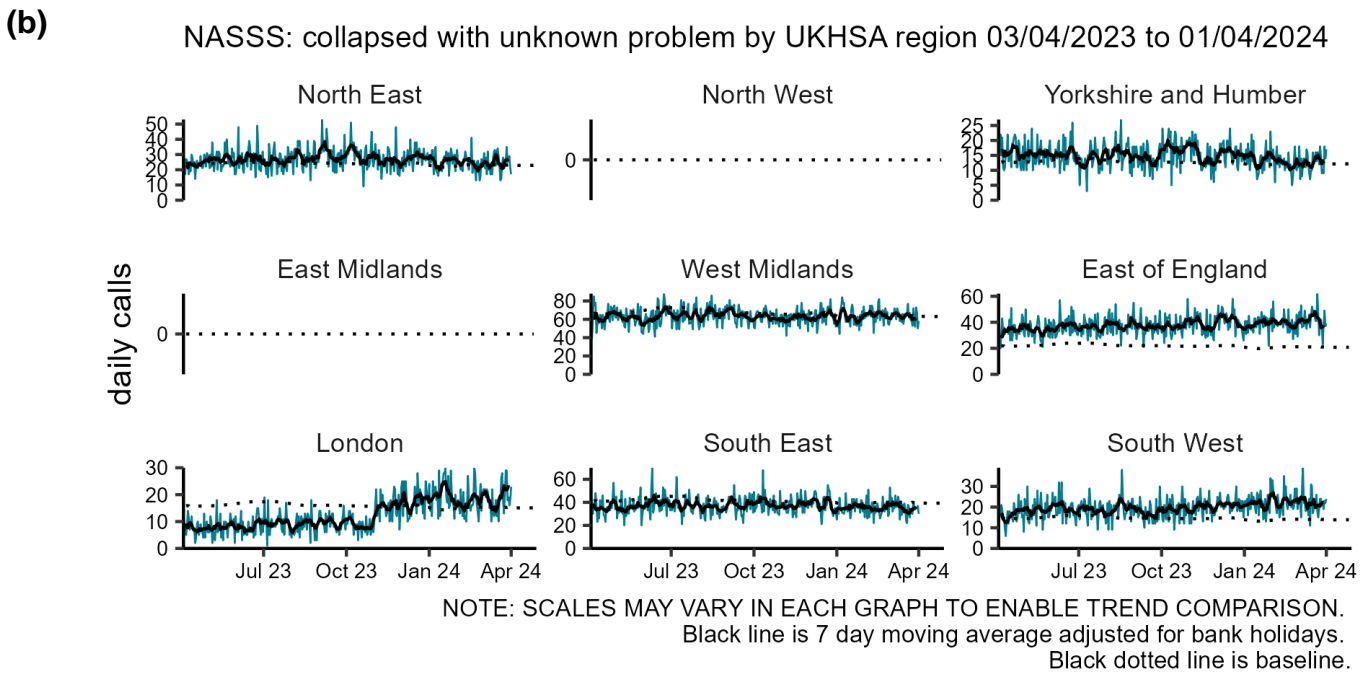 (b)
NASSS: collapsed with unknown problem by UKHSA region 03/04/2023 to 01/04/2024
North East
North West
Yorkshire and Humber
50
40
30
20
10
0
0
25
20
15
10
5
0
East Midlands
West Midlands
East of England
daily calls
0
80
60
40
20
0
60
40
20
0
London
South East
South West
30
20
10
0
60
40
20
0
30
20
10
0
Jul 23 Oct 23 Jan 24 Apr 24
Jul 23 Oct 23 Jan 24 Apr 24
Jul 23 Oct 23 Jan 24 Apr 24
NOTE: SCALES MAY VARY IN EACH GRAPH TO ENABLE TREND COMPARISON.
Black line is 7 day moving average adjusted for bank holidays.
Black dotted line is baseline.